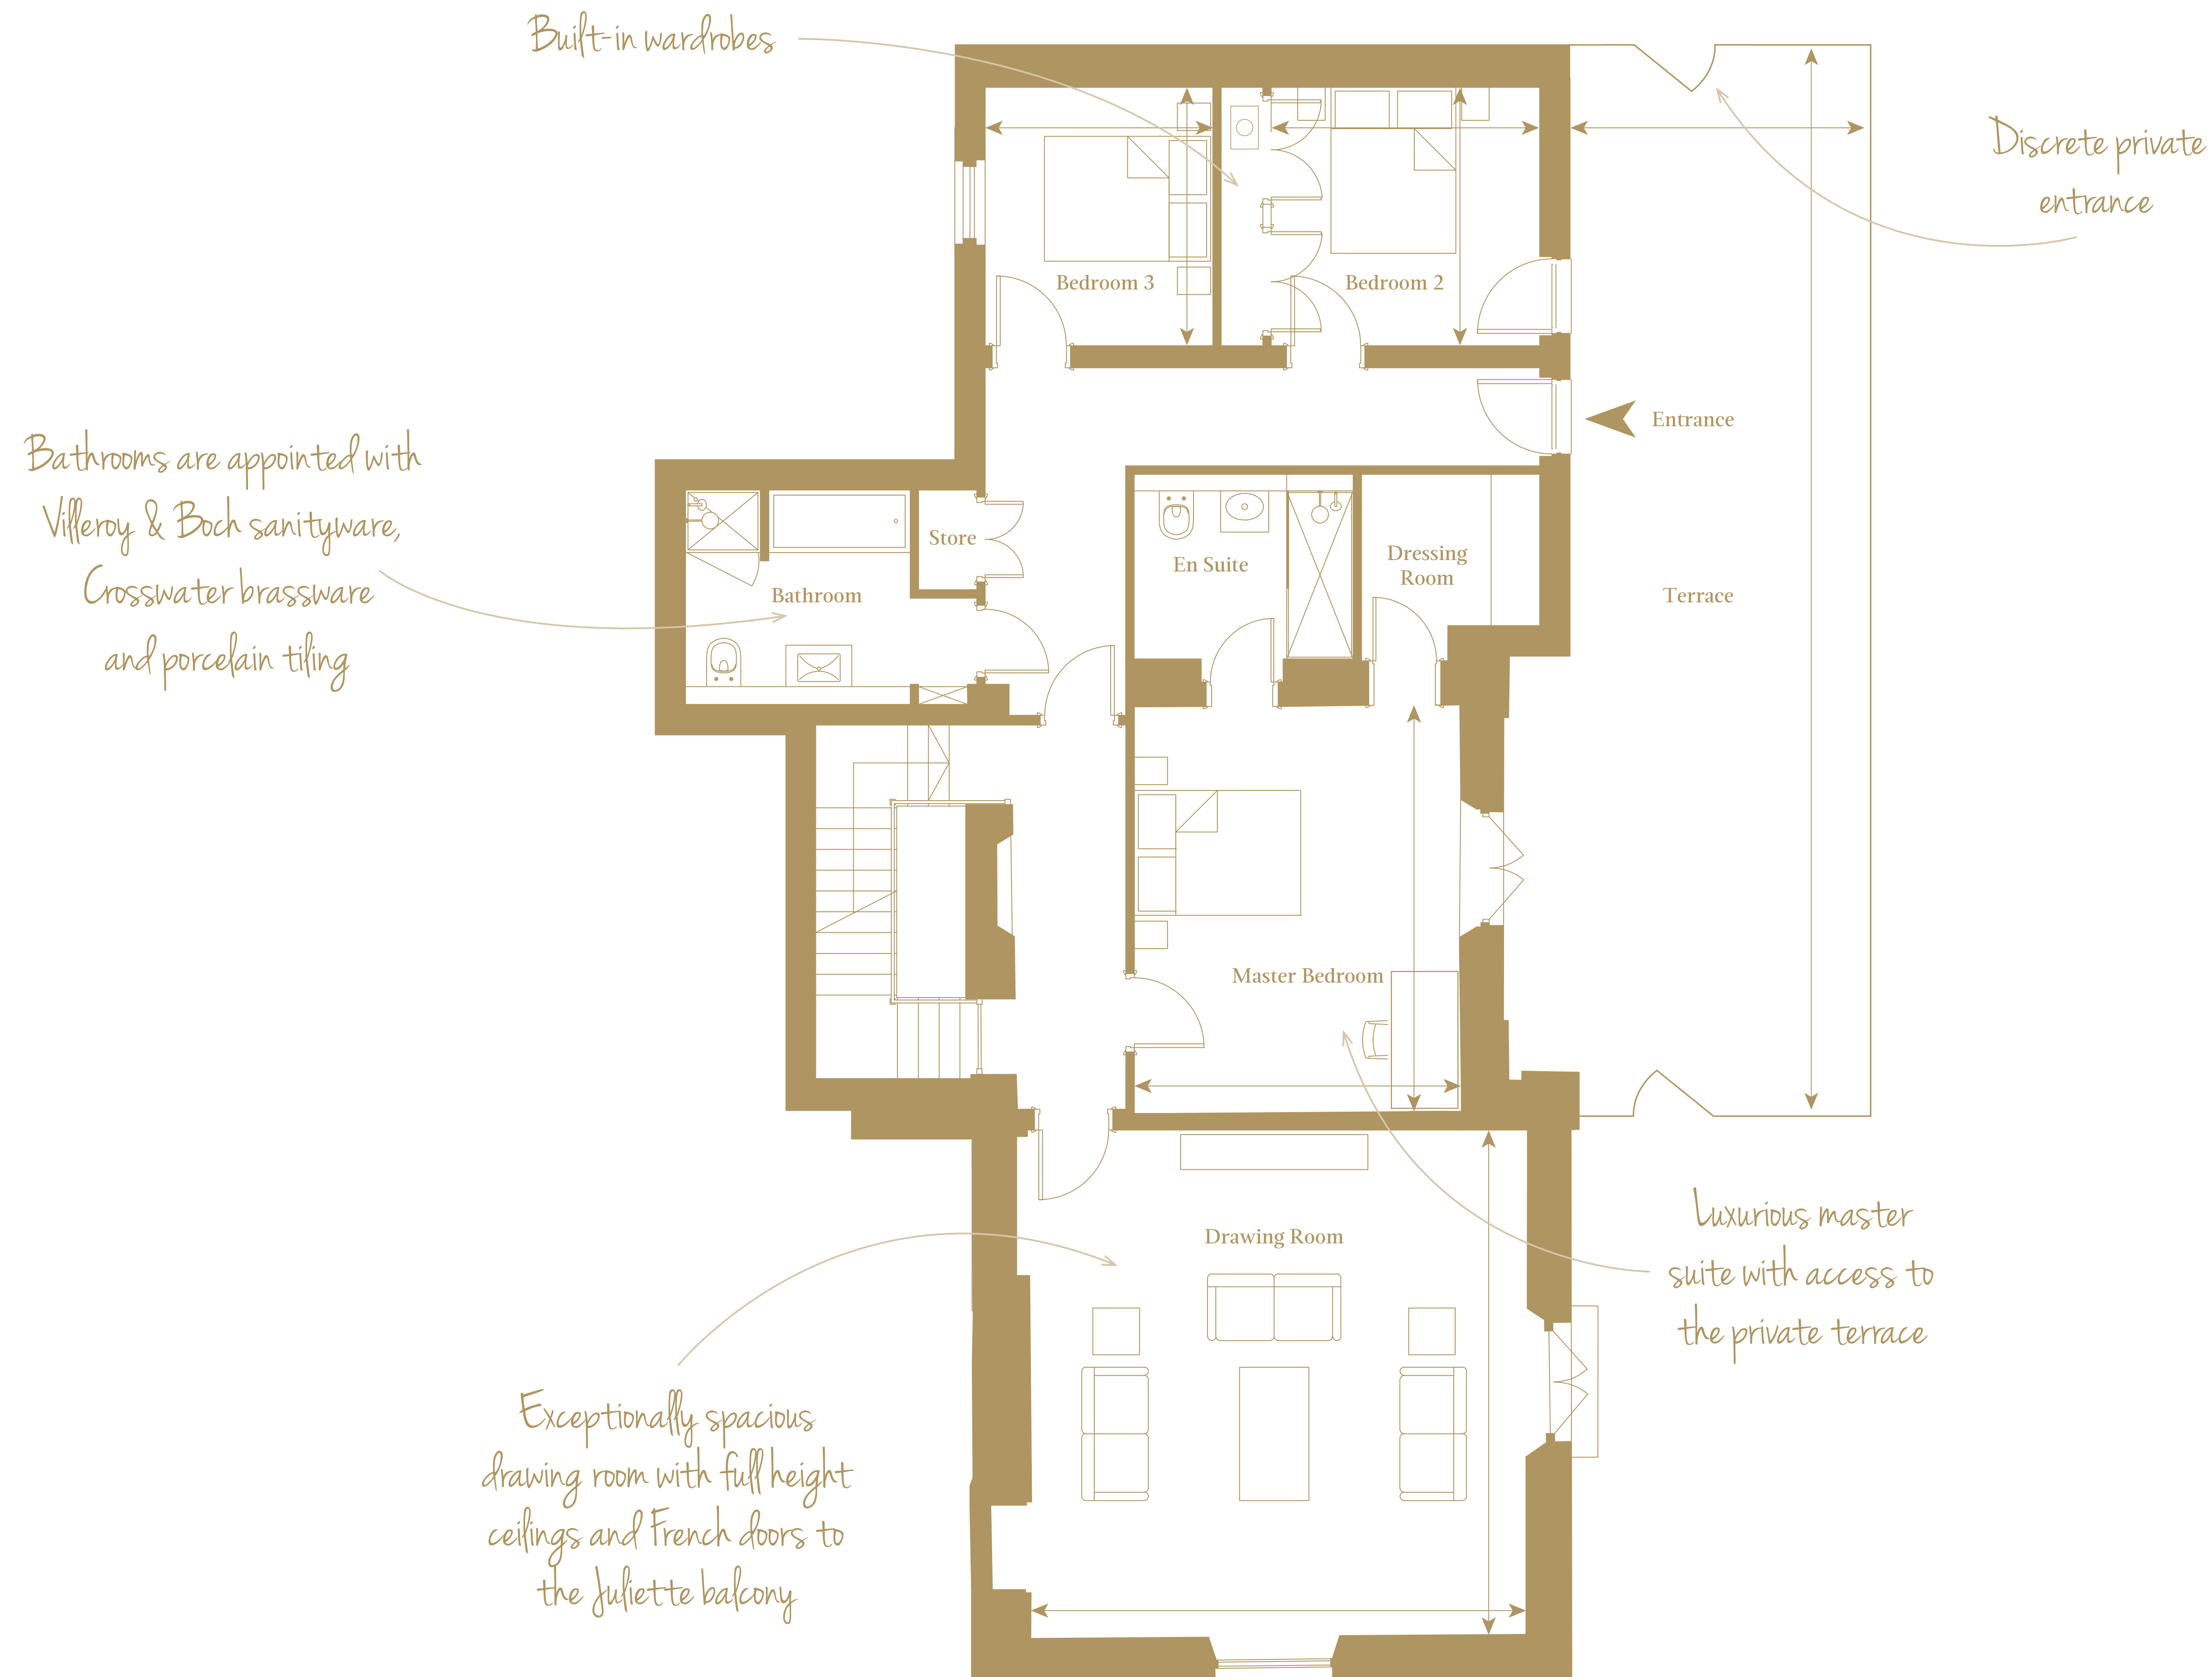 Built-in wardrobes
Discrete private
entrance
Bedroom 3
Bedroom 2
Entrance
Bathrooms are appointed with
Villeroy & Boch sanityware,
Crosswater brassware
and porcelain tiling
Store
En Suite
Dressing
Room
Bathroom
Terrace
Master Bedroom
Luxurious master
suite with access to
the private terrace
Drawing Room
Exceptionally spacious
drawing room with full height
ceilings and French doors to
the Juliette balcony